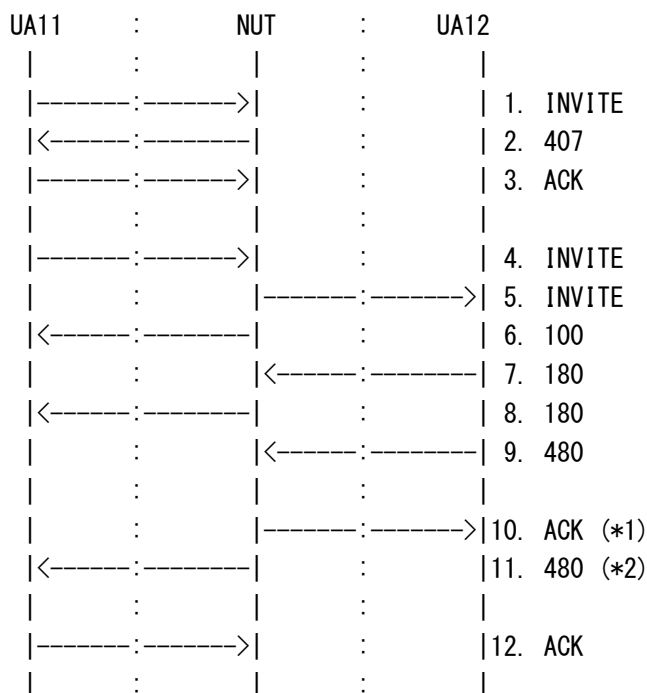 UA11 : NUT : UA12
| : | : |
|------:------>| : | 1. INVITE
|<------:-------| : | 2. 407
|------:------>| : | 3. ACK
| : | : |
|------:------>| : | 4. INVITE
| : |------:------->| 5. INVITE
|<------:-------| : | 6. 100
| : |<------:--------| 7. 180
|<------:-------| : | 8. 180
| : |<------:--------| 9. 480
| : | : |
| : |------:------->|10. ACK (*1)
|<------:-------| : |11. 480 (*2)
| : | : |
|------:------>| : |12. ACK
| : | : |